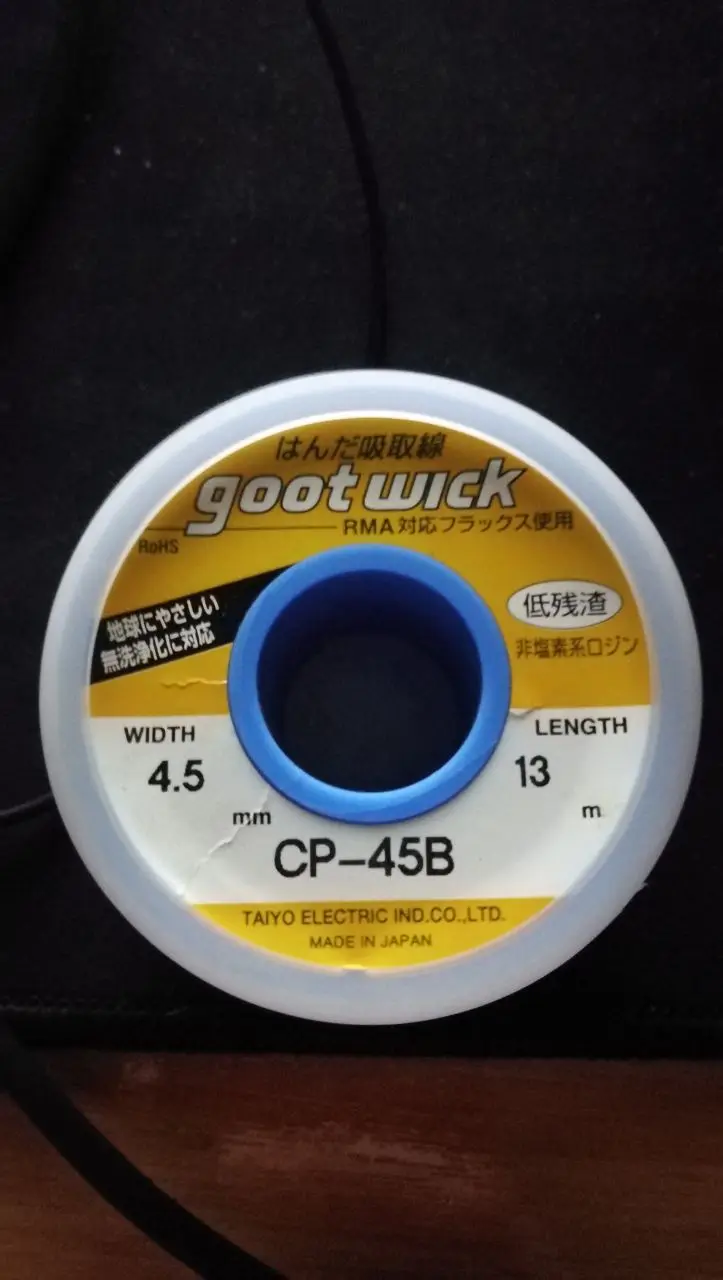 はんだ吸取線
goot wick
RMA対応フラックス使用
RoHS
地球にやさしい
無洗浄化に対応
低残渣
非塩素系ロジン
WIDTH
4.5
mm
LENGTH
13
m
CP-45B
TAIYO ELECTRIC IND.CO.,LTD.
MADE IN JAPAN